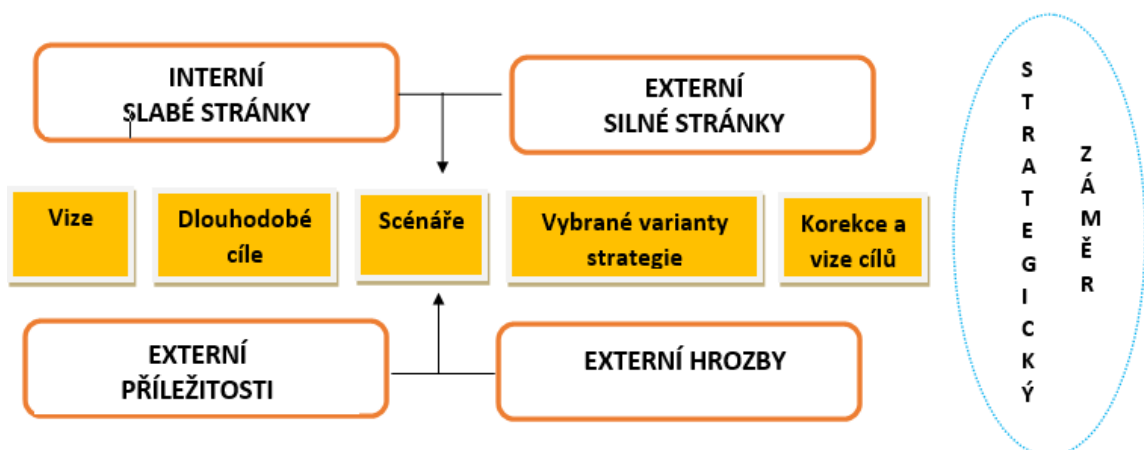 INTERNÍ
SLABÉ STRÁNKY
EXTERNÍ
SILNÉ STRÁNKY
Vize
Dlouhodobé
cíle
Scénáře
Vybrané varianty
strategie
Korekce a
vize cílů
EXTERNÍ
PŘÍLEŽITOSTI
EXTERNÍ HROZBY
STRATEGICKÝ
ZÁMĚR